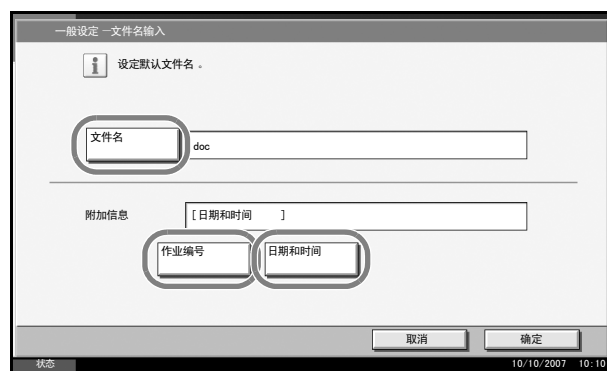 一般设定 －文件名输入
i 设定默认文件名 。
文件名
doc
附加信息
[日期和时间 ]
作业编号
日期和时间
取消
确定
状态
10/10/2007 10:10